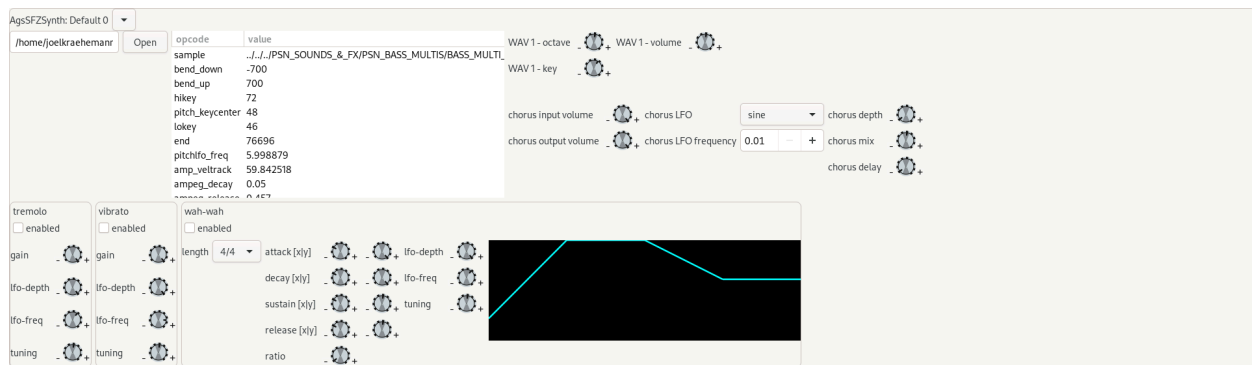 AgsSFZSynth: Default 0
/home/joelkraehemanr Open
opcode value
sample ../../../PSN_SOUNDS_&_FX/PSN_BASS_MULTIS/BASS_MULTI_
bend_down -700
bend_up 700
hikey 72
pitch_keycenter 48
lokey 46
end 76696
pitchlfo_freq 5.998879
amp_veltrack 59.842518
ampeg_decay 0.05
ampeg_release 0.457
WAV 1 - octave - + WAV 1 - volume - +
WAV 1 - key - +
chorus input volume - + chorus LFO sine chorus depth - +
chorus output volume - + chorus LFO frequency 0.01 - + chorus mix - +
chorus delay - +
tremolo
enabled
gain - +
lfo-depth - +
lfo-freq - +
tuning - +
vibrato
enabled
gain - +
lfo-depth - +
lfo-freq - +
tuning - +
wah-wah
enabled
length 4/4 attack [x|y] - + - + lfo-depth - +
decay [x|y] - + - + lfo-freq - +
sustain [x|y] - + - + tuning - +
release [x|y] - + - +
ratio - +